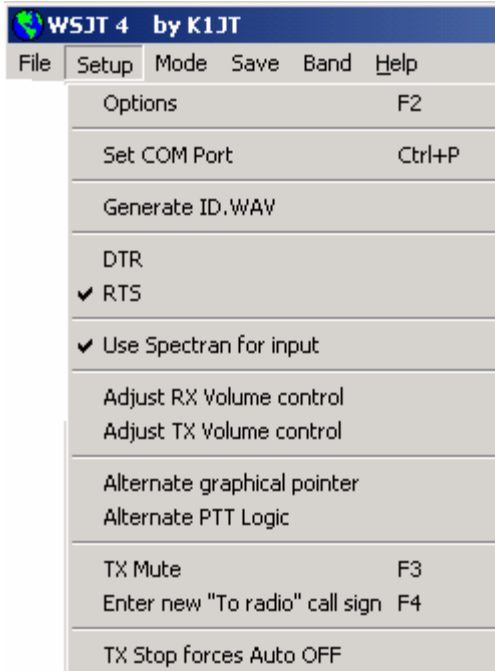 WSJT 4 by K1JT
File Setup Mode Save Band Help
Options F2
Set COM Port Ctrl+P
Generate ID.WAV
DTR
RTS
Use Spectran for input
Adjust RX Volume control
Adjust TX Volume control
Alternate graphical pointer
Alternate PTT Logic
TX Mute F3
Enter new "To radio" call sign F4
TX Stop forces Auto OFF